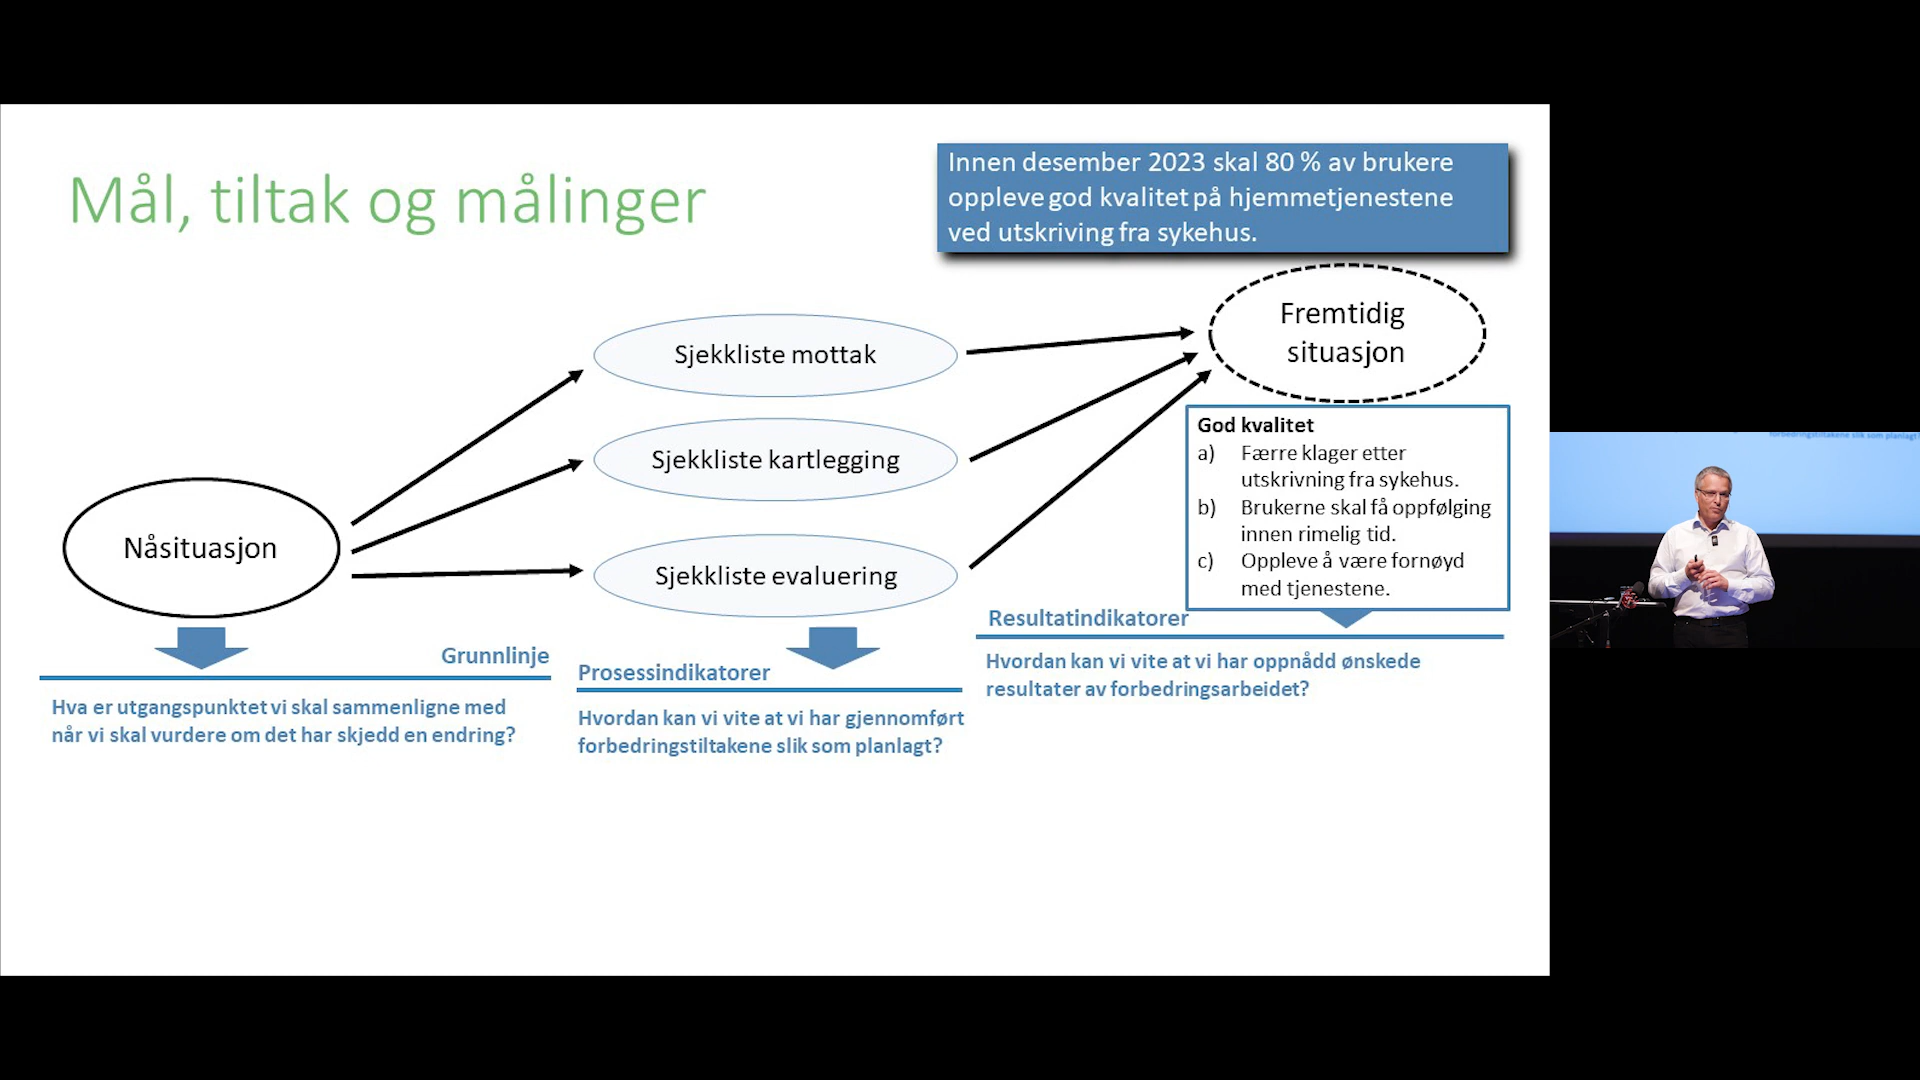 Mål, tiltak og målinger
Innen desember 2023 skal 80 % av brukere
oppleve god kvalitet på hjemmetjenestene
ved utskriving fra sykehus.
Fremtidig
situasjon
Sjekkliste mottak
Sjekkliste kartlegging
Sjekkliste evaluering
Nåsituasjon
God kvalitet
a) Færre klager etter
utskrivning fra sykehus.
b) Brukerne skal få oppfølging
innen rimelig tid.
c) Oppleve å være fornøyd
med tjenestene.
Grunnlinje
Hva er utgangspunktet vi skal sammenligne med
når vi skal vurdere om det har skjedd en endring?
Prosessindikatorer
Hvordan kan vi vite at vi har gjennomført
forbedringstiltakene slik som planlagt?
Resultatindikatorer
Hvordan kan vi vite at vi har oppnådd ønskede
resultater av forbedringsarbeidet?
forbedringstiltakene slik som planlagt?